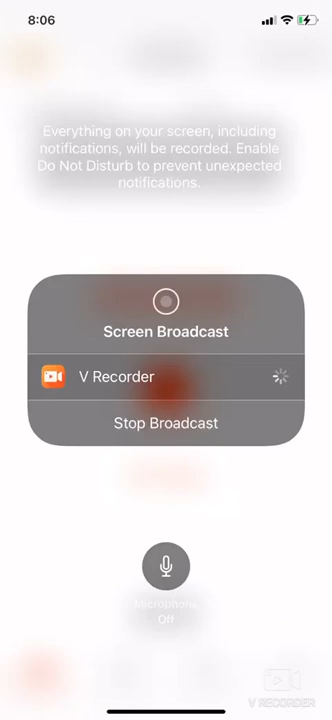 8:06
Everything on your screen, including
notifications, will be recorded. Enable
Do Not Disturb to prevent unexpected
notifications.
Screen Broadcast
V Recorder
Stop Broadcast
Microphone
Off
V RECORDER